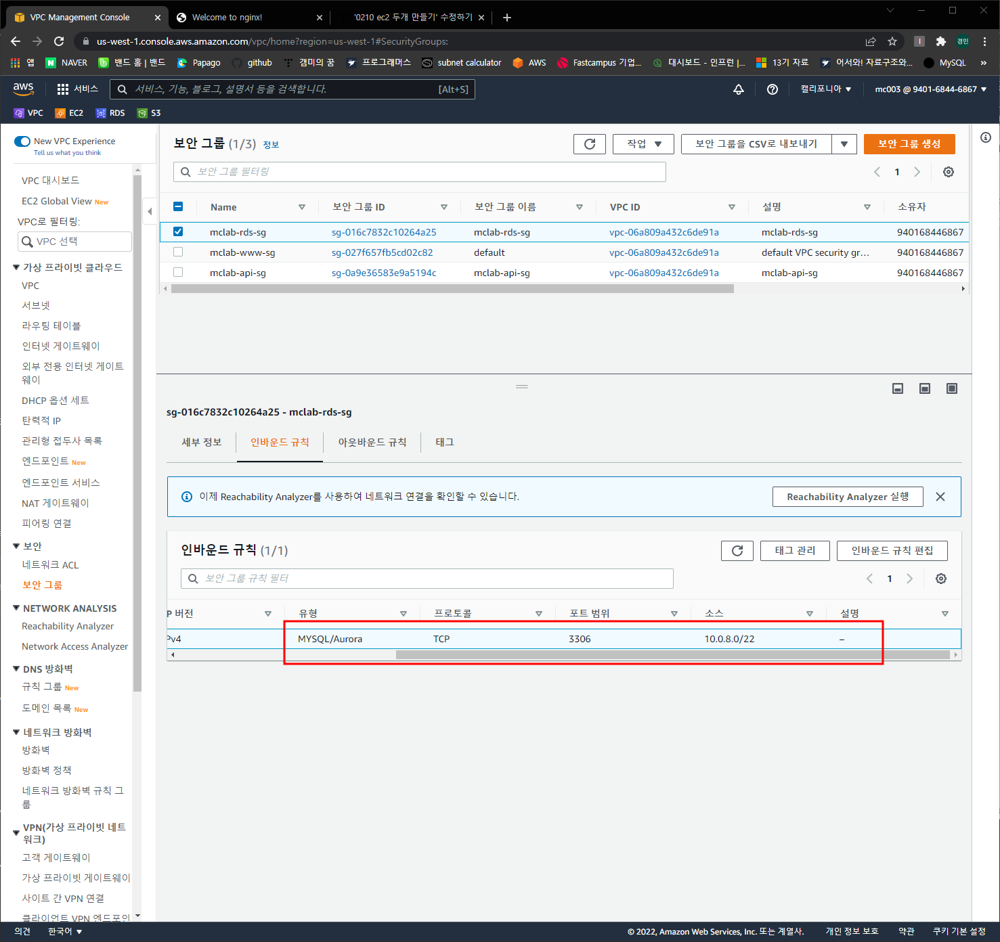 VPC Management Console
Welcome to nginx!
'0210 ec2 두개 만들기' 수정하기
us-west-1.console.aws.amazon.com/vpc/home?region=us-west-1#SecurityGroups:
경민
앱 NAVER 밴드 홈 | 밴드 Papago github 캠미의 꿈 프로그래머스 subnet calculator AWS Fastcampus 기업... 대시보드 - 인프런 |... 13기 자료 어서와! 자료구조와... MySQL »
aws 서비스 서비스, 기능, 블로그, 설명서 등을 검색합니다. [Alt+S] 캘리포니아 ▼ mc003 @ 9401-6844-6867 ▼
VPC EC2 RDS S3
New VPC Experience
Tell us what you think
VPC 대시보드
EC2 Global View New
VPC로 필터링:
VPC 선택
가상 프라이빗 클라우드
VPC
서브넷
라우팅 테이블
인터넷 게이트웨이
외부 전용 인터넷 게이트
웨이
DHCP 옵션 세트
탄력적 IP
관리형 접두사 목록
엔드포인트 New
엔드포인트 서비스
NAT 게이트웨이
피어링 연결
보안
네트워크 ACL
보안 그룹
NETWORK ANALYSIS
Reachability Analyzer
Network Access Analyzer
DNS 방화벽
규칙 그룹 New
도메인 목록 New
네트워크 방화벽
방화벽
방화벽 정책
네트워크 방화벽 규칙 그
룹
VPN(가상 프라이빗 네트
워크)
고객 게이트웨이
가상 프라이빗 게이트웨이
사이트 간 VPN 연결
클라이언트 VPN 엔드포인
보안 그룹 (1/3) 정보
작업 ▼ 보안 그룹을 CSV로 내보내기 ▼ 보안 그룹 생성
보안 그룹 필터링
1
Name 보안 그룹 ID 보안 그룹 이름 VPC ID 설명 소유자
mclab-rds-sg sg-016c7832c10264a25 mclab-rds-sg vpc-06a809a432c6de91a mclab-rds-sg 940168446867
mclab-www-sg sg-027f657fb5cd02c82 default vpc-06a809a432c6de91a default VPC security gr... 940168446867
mclab-api-sg sg-0a9e36583e9a5194c mclab-api-sg vpc-06a809a432c6de91a mclab-api-sg 940168446867
sg-016c7832c10264a25 - mclab-rds-sg
세부 정보 인바운드 규칙 아웃바운드 규칙 태그
이제 Reachability Analyzer를 사용하여 네트워크 연결을 확인할 수 있습니다.
Reachability Analyzer 실행
인바운드 규칙 (1/1)
태그 관리 인바운드 규칙 편집
보안 그룹 규칙 필터
1
P 버전 유형 프로토콜 포트 범위 소스 설명
Pv4 MYSQL/Aurora TCP 3306 10.0.8.0/22 –
의견 한국어 ▼ © 2022, Amazon Web Services, Inc. 또는 계열사. 개인 정보 보호 약관 쿠키 기본 설정